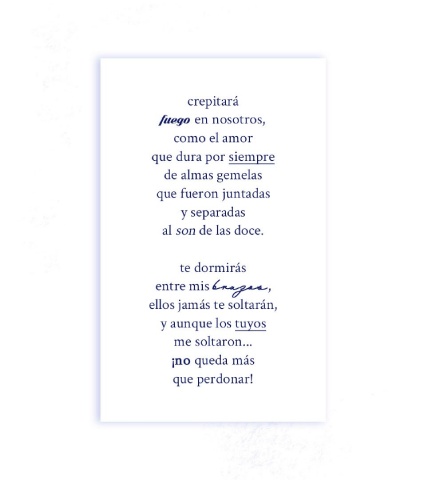 crepitará
fuego en nosotros,
como el amor
que dura por siempre
de almas gemelas
que fueron juntadas
y separadas
al son de las doce.
te dormirás
entre mis brazos,
ellos jamás te soltarán,
y aunque los tuyos
me soltaron...
¡no queda más
que perdonar!